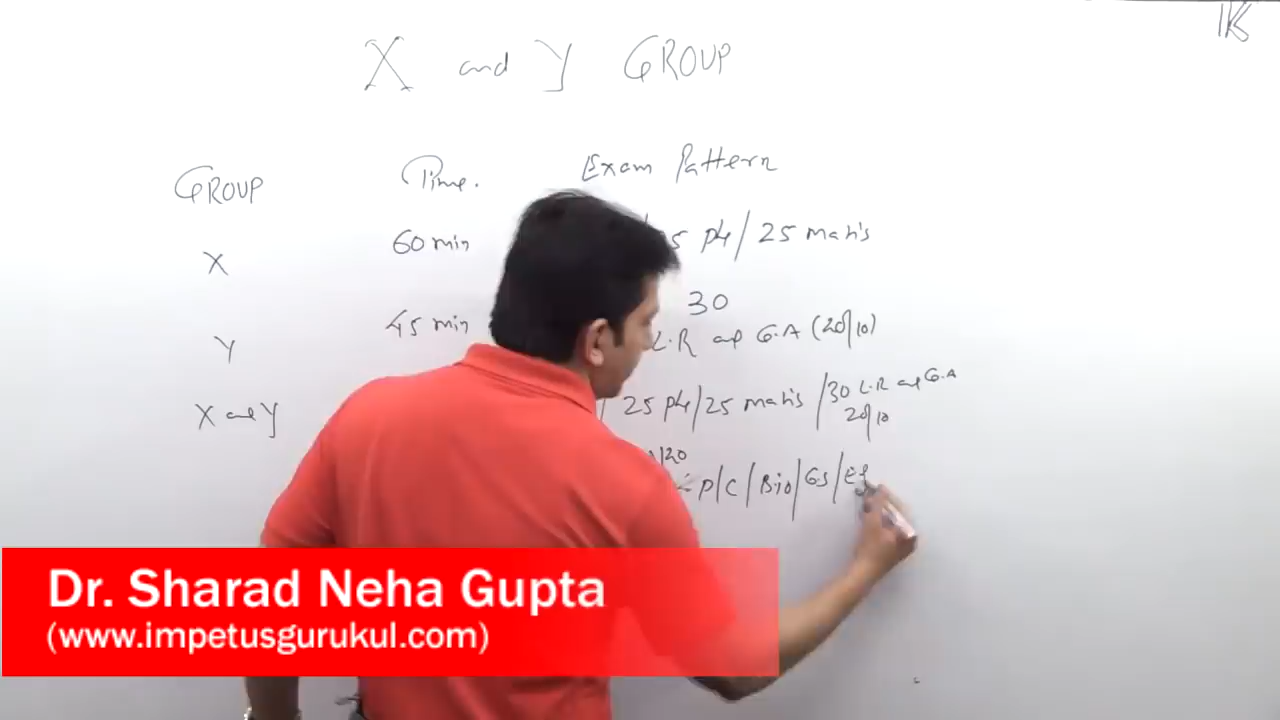 X and Y GROUP
GROUP Time. Exam Pattern
X 60 min 25 Phy / 25 maths
30
Y 45 min L.R and G.A (20/10)
X and Y / 25 Phy / 25 maths / 30 L.R and G.A
20/10
/20
P/C/Bio/GS/
Dr. Sharad Neha Gupta
(www.impetusgurukul.com)